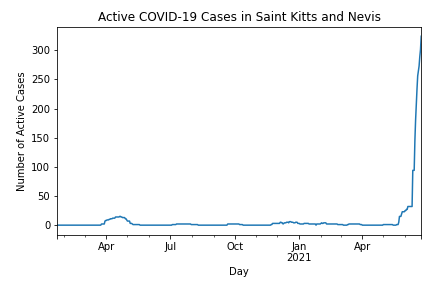 Active COVID-19 Cases in Saint Kitts and Nevis
Number of Active Cases
300
250
200
150
100
50
0
Apr
Jul
Oct
Jan
2021
Apr
Day